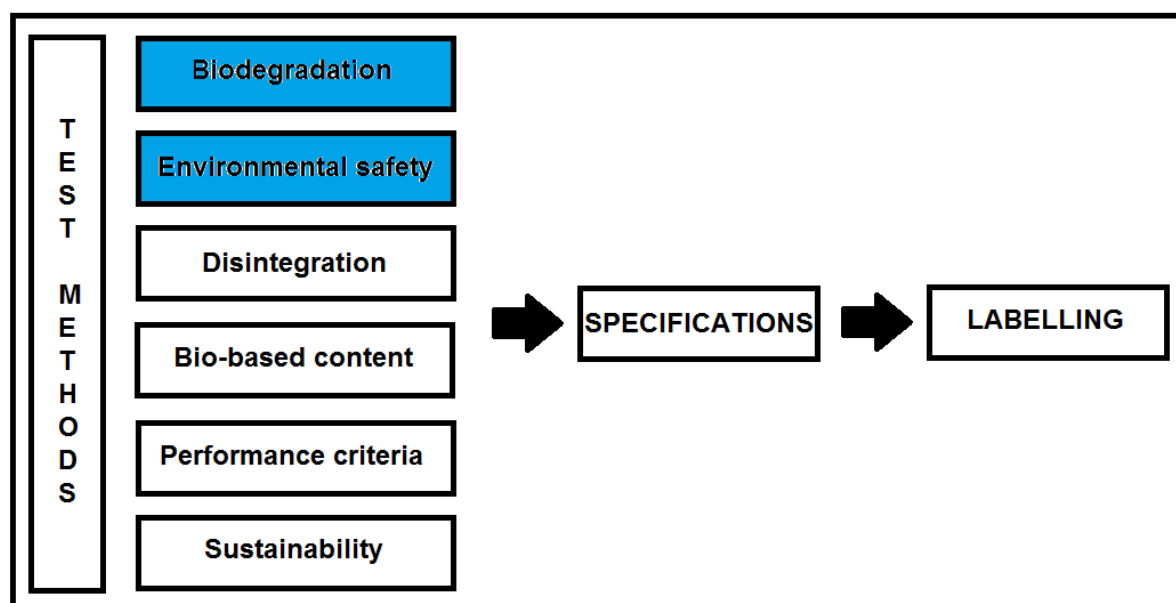 TEST METHODS
Biodegradation
Environmental safety
Disintegration
Bio-based content
Performance criteria
Sustainability
SPECIFICATIONS
LABELLING